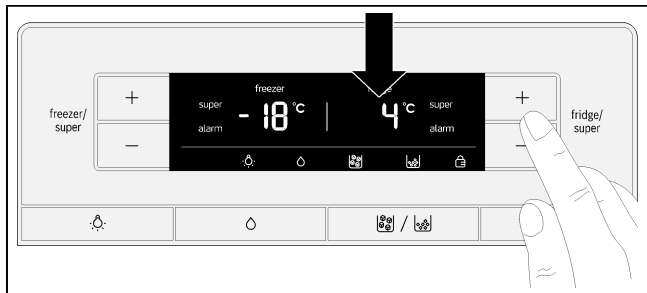 freezer/
super
+
−
freezer
super
alarm
- 18 °C
4 °C
super
alarm
+
−
fridge/
super
/